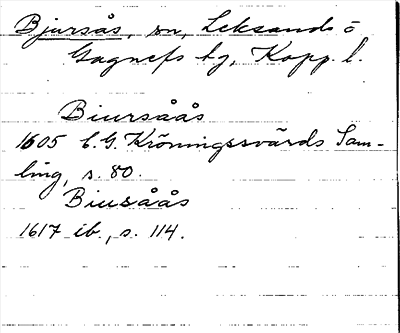 Bjursås, sn, Leksands o
Gagnefs tg, Kopp. l.
Biursåås
1605 C.G. Kröningssvärds Sam-
ling, s. 80.
Biusåås
1617 ib., s. 114.